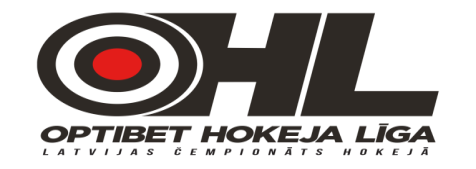 OHL
OPTIBET HOKEJA LĪGA
LATVIJAS ČEMPIONĀTS HOKEJĀ